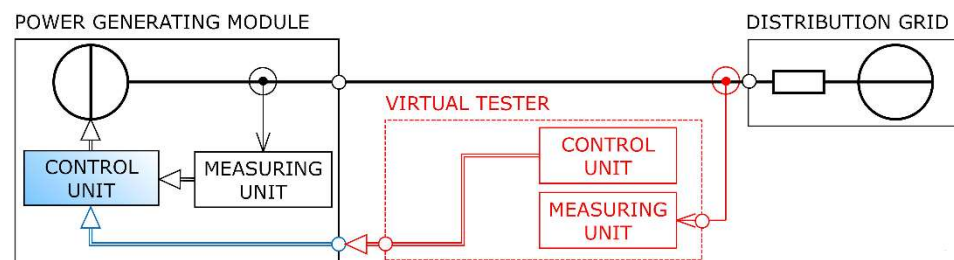 POWER GENERATING MODULE
DISTRIBUTION GRID
VIRTUAL TESTER
CONTROL
UNIT
MEASURING
UNIT
CONTROL
UNIT
MEASURING
UNIT